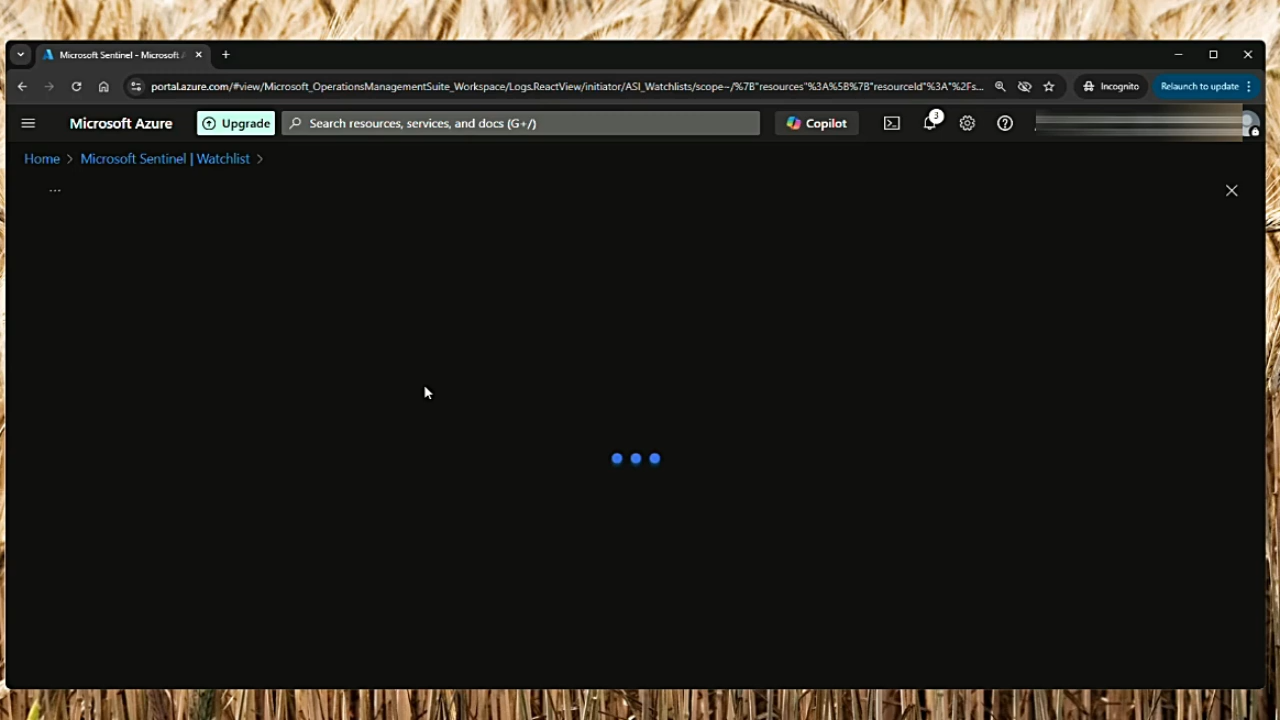 Microsoft Sentinel - Microsoft A
portal.azure.com/#view/Microsoft_OperationsManagementSuite_Workspace/Logs.ReactView/initiator/ASI_Watchlists/scope~/%7B"resources"%3A%5B%7B"resourceId"%3A"%2Fs...
Incognito
Relaunch to update
Microsoft Azure
Upgrade
Search resources, services, and docs (G+/)
Copilot
3
Home > Microsoft Sentinel | Watchlist >
...